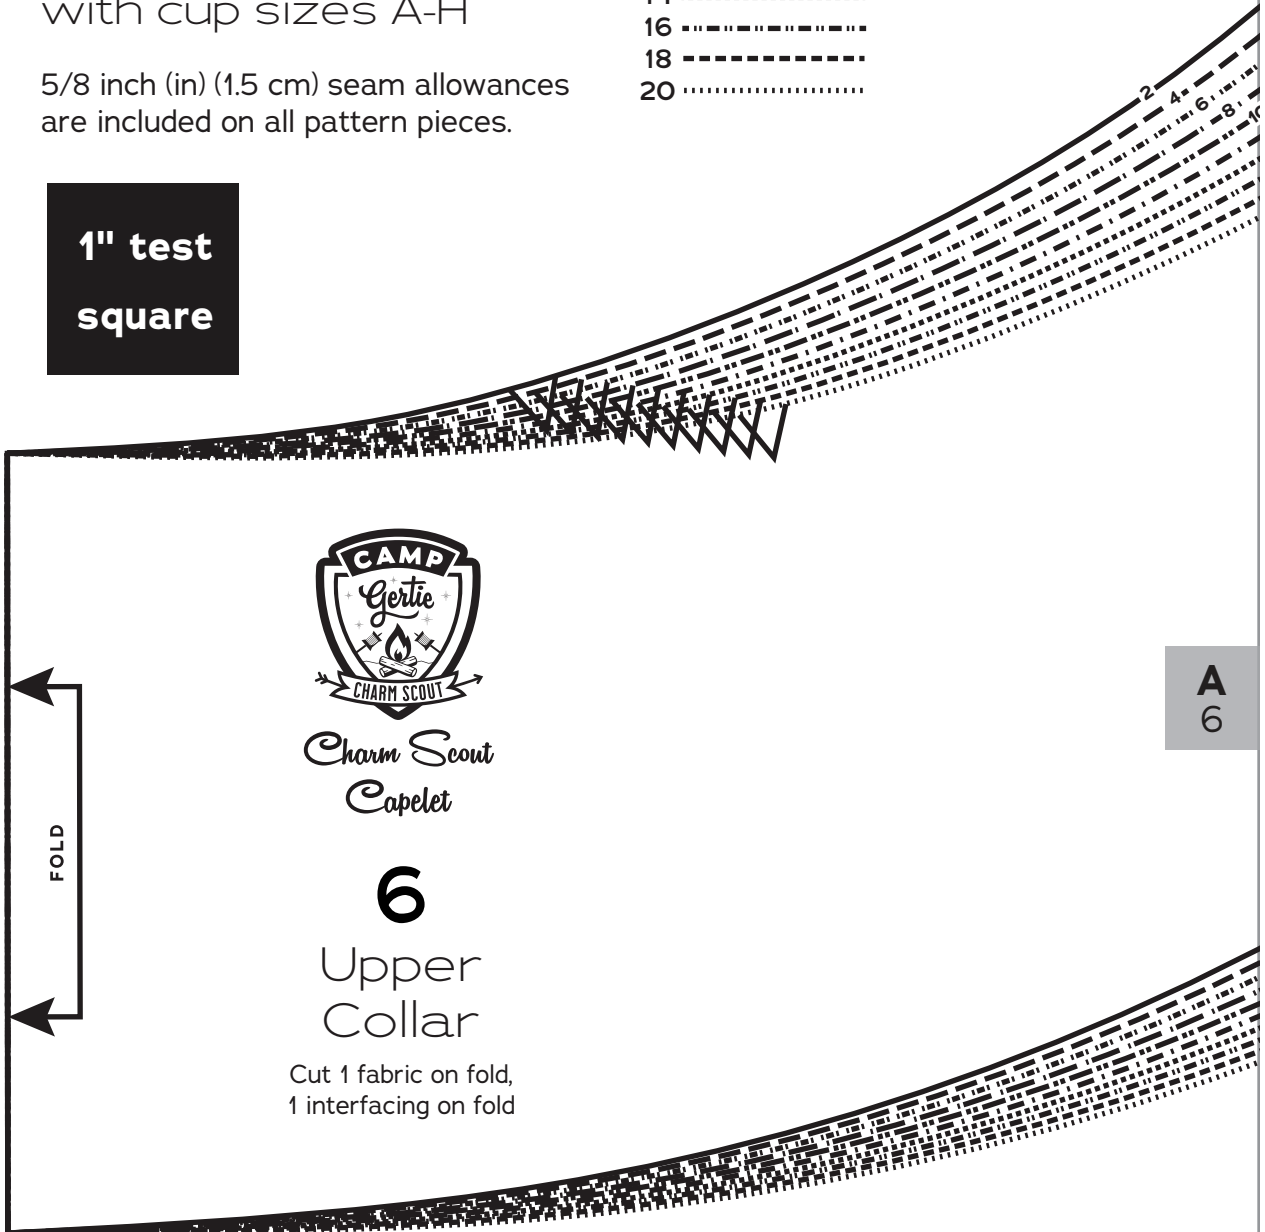 with cup sizes A-H
5/8 inch (in) (1.5 cm) seam allowances
are included on all pattern pieces.
16
18
20
2
4
6
8
10
1" test
square
CAMP
Gertie
CHARM SCOUT
Charm Scout
Capelet
A
6
FOLD
6
Upper
Collar
Cut 1 fabric on fold,
1 interfacing on fold